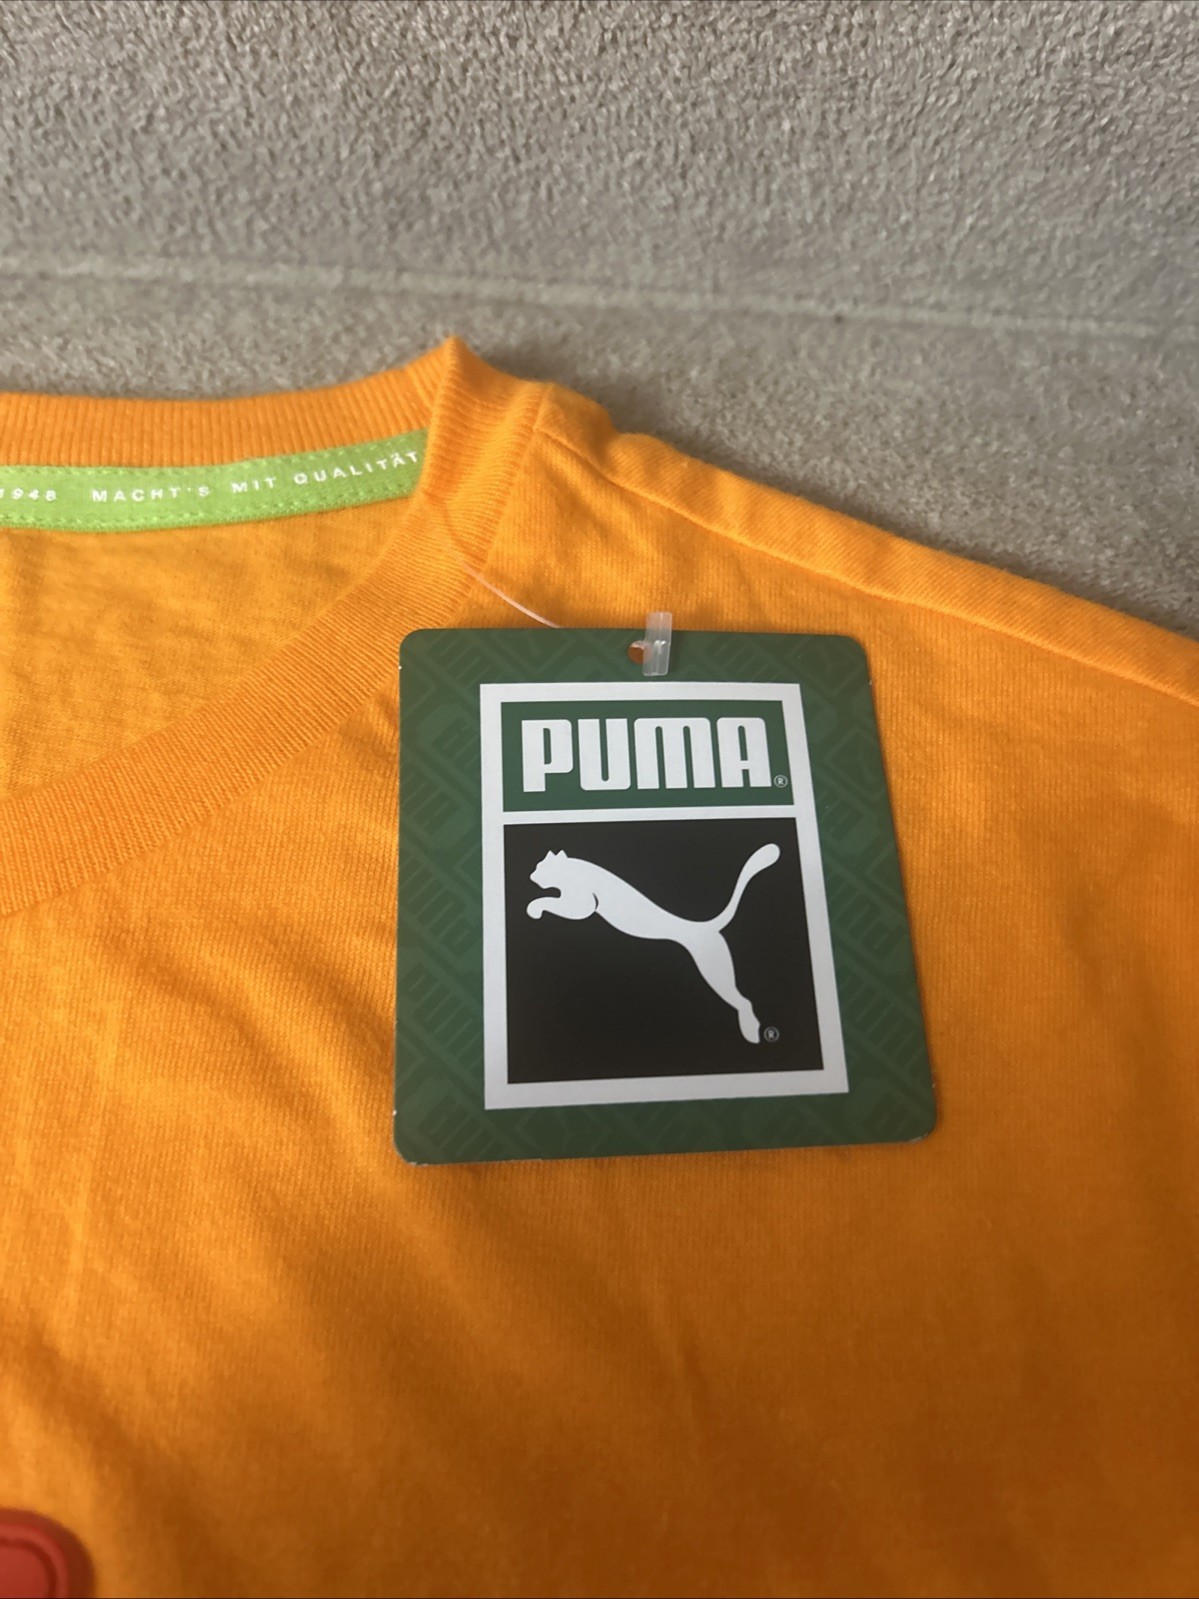 1948 MACHT'S MIT QUALITÄT
PUMA®
®